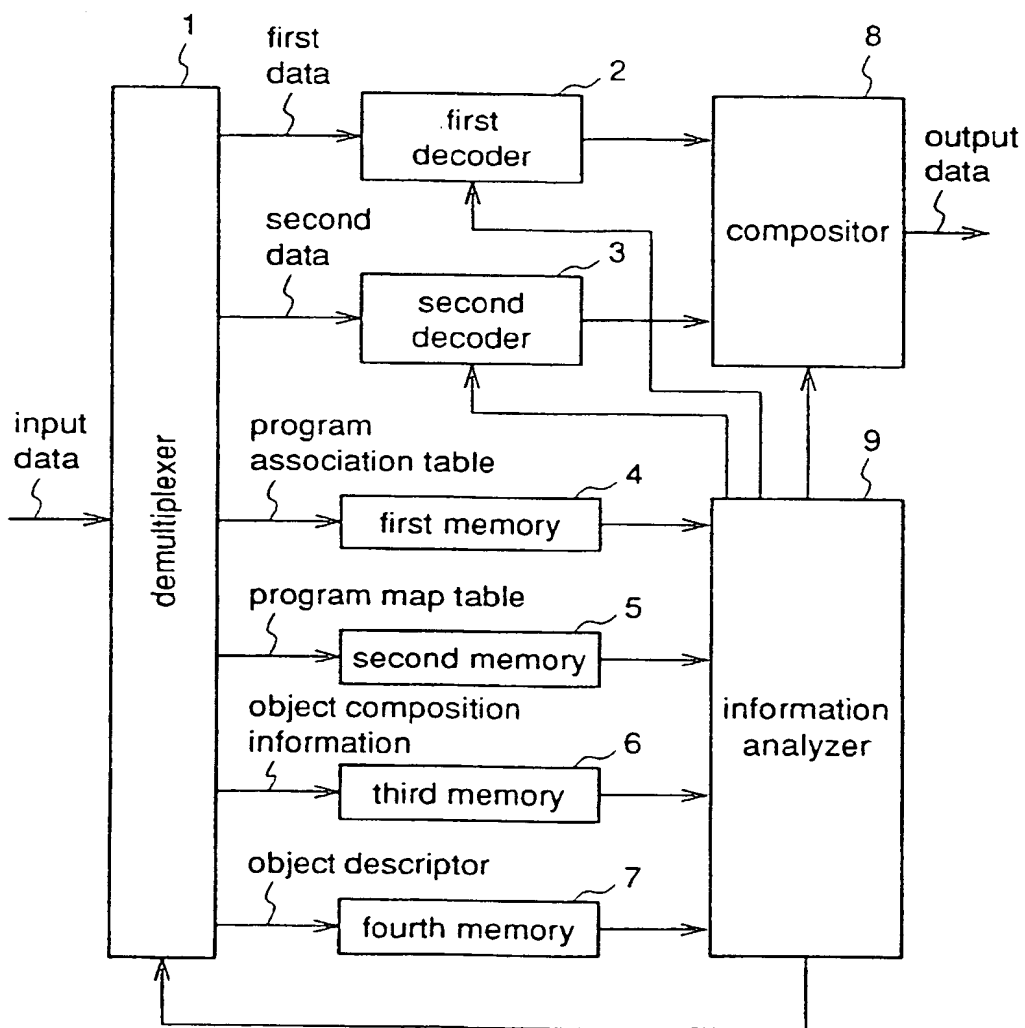 1
first
data
2
first
decoder
8
output
data
compositor
second
data
3
second
decoder
input
data
demultiplexer
program
association table
4
first memory
9
program map table
5
second memory
information
analyzer
object composition
information
6
third memory
object descriptor
7
fourth memory